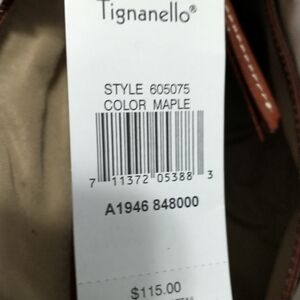 Tignanello®
STYLE 605075
COLOR MAPLE
7 11372 05388 3
A1946 848000
$115.00